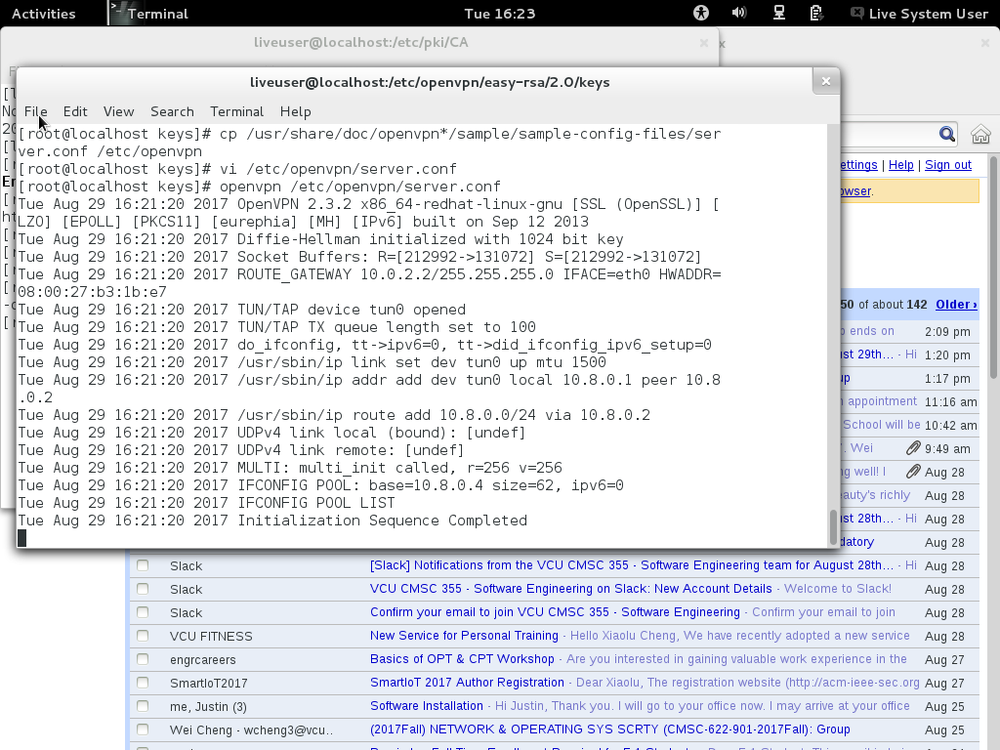 Activities
Terminal
Tue 16:23
Live System User
liveuser@localhost:/etc/pki/CA
liveuser@localhost:/etc/openvpn/easy-rsa/2.0/keys
File Edit View Search Terminal Help
[root@localhost keys]# cp /usr/share/doc/openvpn*/sample/sample-config-files/ser
ver.conf /etc/openvpn
[root@localhost keys]# vi /etc/openvpn/server.conf
[root@localhost keys]# openvpn /etc/openvpn/server.conf
Tue Aug 29 16:21:20 2017 OpenVPN 2.3.2 x86_64-redhat-linux-gnu [SSL (OpenSSL)] [
LZO] [EPOLL] [PKCS11] [eurephia] [MH] [IPv6] built on Sep 12 2013
Tue Aug 29 16:21:20 2017 Diffie-Hellman initialized with 1024 bit key
Tue Aug 29 16:21:20 2017 Socket Buffers: R=[212992->131072] S=[212992->131072]
Tue Aug 29 16:21:20 2017 ROUTE_GATEWAY 10.0.2.2/255.255.255.0 IFACE=eth0 HWADDR=
08:00:27:b3:1b:e7
Tue Aug 29 16:21:20 2017 TUN/TAP device tun0 opened
Tue Aug 29 16:21:20 2017 TUN/TAP TX queue length set to 100
Tue Aug 29 16:21:20 2017 do_ifconfig, tt->ipv6=0, tt->did_ifconfig_ipv6_setup=0
Tue Aug 29 16:21:20 2017 /usr/sbin/ip link set dev tun0 up mtu 1500
Tue Aug 29 16:21:20 2017 /usr/sbin/ip addr add dev tun0 local 10.8.0.1 peer 10.8
.0.2
Tue Aug 29 16:21:20 2017 /usr/sbin/ip route add 10.8.0.0/24 via 10.8.0.2
Tue Aug 29 16:21:20 2017 UDPv4 link local (bound): [undef]
Tue Aug 29 16:21:20 2017 UDPv4 link remote: [undef]
Tue Aug 29 16:21:20 2017 MULTI: multi_init called, r=256 v=256
Tue Aug 29 16:21:20 2017 IFCONFIG POOL: base=10.8.0.4 size=62, ipv6=0
Tue Aug 29 16:21:20 2017 IFCONFIG POOL LIST
Tue Aug 29 16:21:20 2017 Initialization Sequence Completed
ettings | Help | Sign out
owser.
50 of about 142 Older ›
o ends on 2:09 pm
ust 29th... - Hi 1:20 pm
up 1:17 pm
n appointment 11:16 am
School will be 10:42 am
. Wei 9:49 am
ng well! I Aug 28
eauty's richly Aug 28
ust 28th... - Hi Aug 28
datory Aug 28
Slack [Slack] Notifications from the VCU CMSC 355 - Software Engineering team for August 28th... - Hi Aug 28
Slack VCU CMSC 355 - Software Engineering on Slack: New Account Details - Welcome to Slack! Aug 28
Slack Confirm your email to join VCU CMSC 355 - Software Engineering - Confirm your email to join Aug 28
VCU FITNESS New Service for Personal Training - Hello Xiaolu Cheng, We have recently adopted a new service Aug 28
engrcareers Basics of OPT & CPT Workshop - Are you interested in gaining valuable work experience in the Aug 27
SmartIoT2017 SmartIoT 2017 Author Registration - Dear Xiaolu, The registration website (http://acm-ieee-sec.org Aug 27
me, Justin (3) Software Installation - Hi Justin, Thank you. I will go to your office now. I may arrive at your office Aug 25
Wei Cheng - wcheng3@vcu.. (2017Fall) NETWORK & OPERATING SYS SCRTY (CMSC-622-901-2017Fall): Group Aug 25